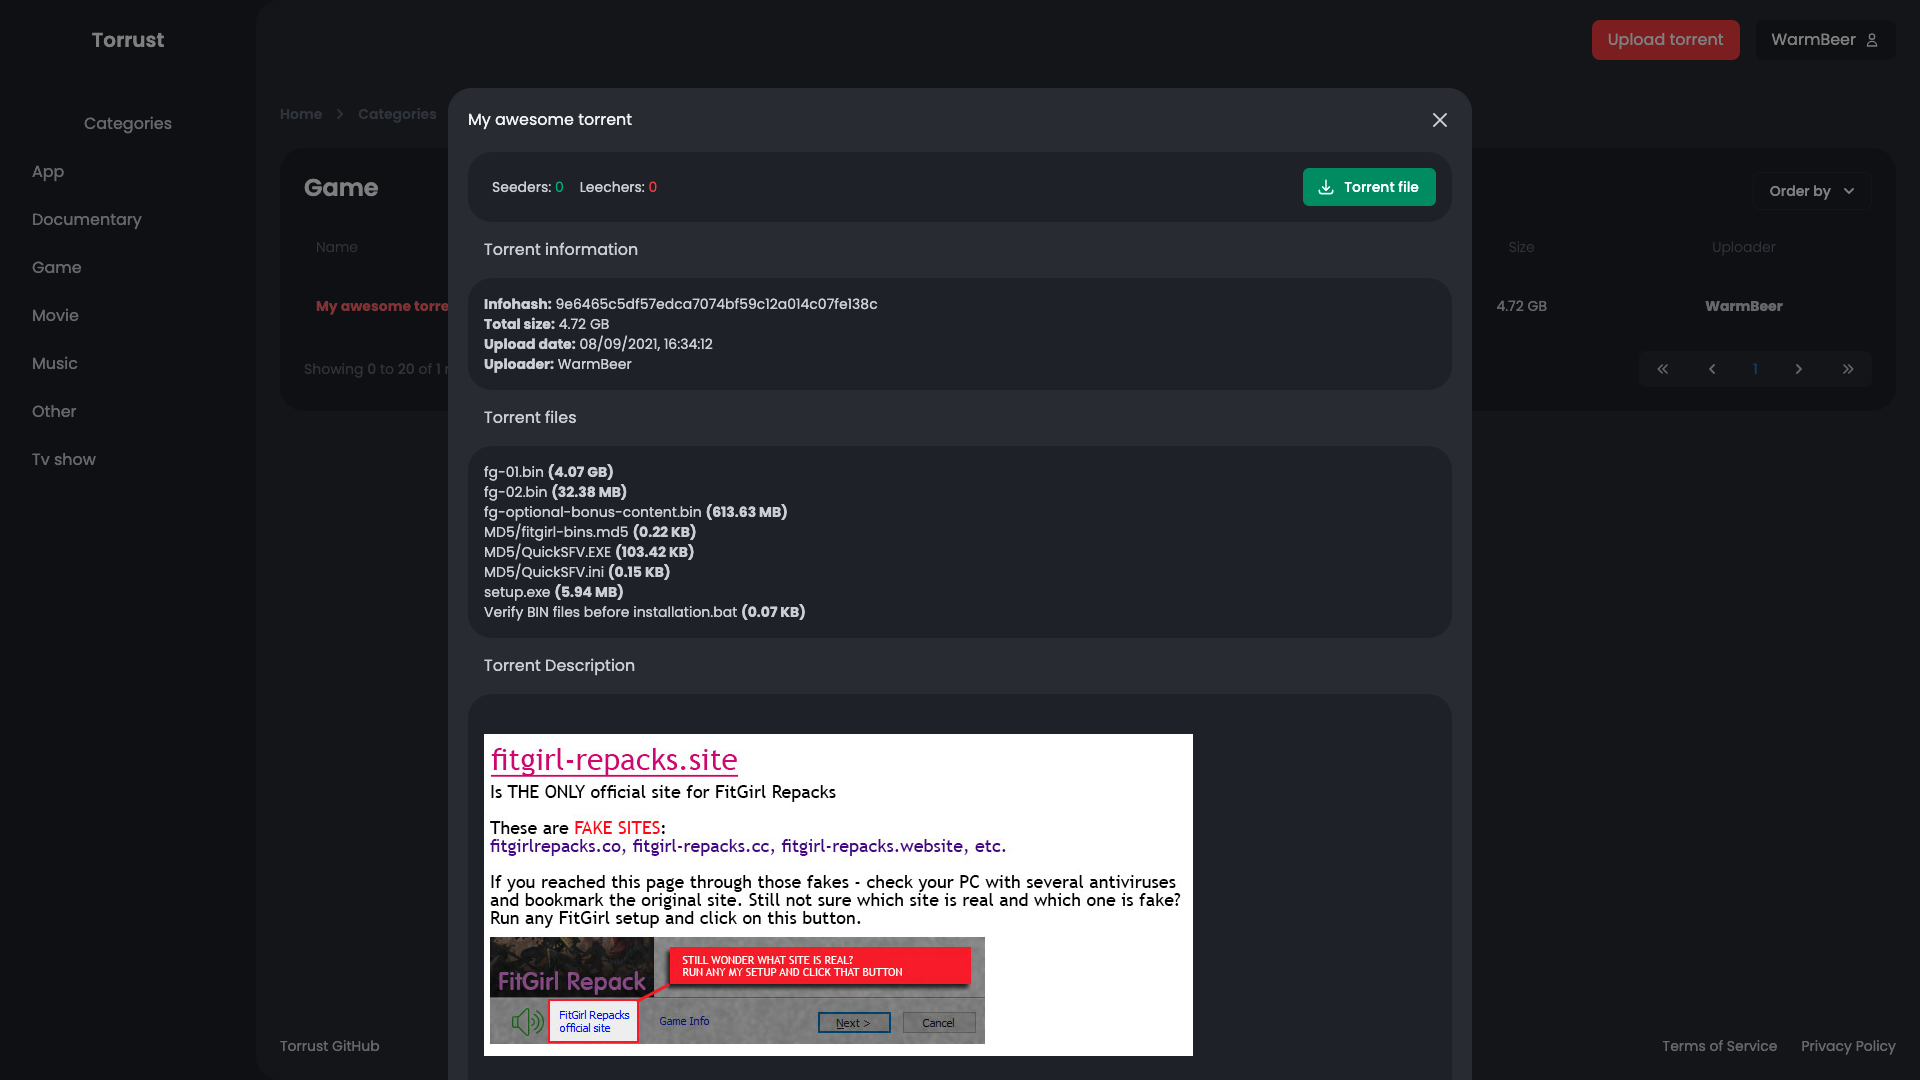 Torrust
Upload torrent
WarmBeer
Categories
App
Documentary
Game
Movie
Music
Other
Tv show
Home
Categories
Game
Order by
Name
Size
Uploader
My awesome torre
4.72 GB
WarmBeer
Showing 0 to 20 of 1
1
My awesome torrent
Seeders: 0 Leechers: 0
Torrent file
Torrent information
Infohash: 9e6465c5df57edca7074bf59c12a014c07fe138c
Total size: 4.72 GB
Upload date: 08/09/2021, 16:34:12
Uploader: WarmBeer
Torrent files
fg-01.bin (4.07 GB)
fg-02.bin (32.38 MB)
fg-optional-bonus-content.bin (613.63 MB)
MD5/fitgirl-bins.md5 (0.22 KB)
MD5/QuickSFV.EXE (103.42 KB)
MD5/QuickSFV.ini (0.15 KB)
setup.exe (5.94 MB)
Verify BIN files before installation.bat (0.07 KB)
Torrent Description
fitgirl-repacks.site
Is THE ONLY official site for FitGirl Repacks
These are FAKE SITES:
fitgirlrepacks.co, fitgirl-repacks.cc, fitgirl-repacks.website, etc.
If you reached this page through those fakes - check your PC with several antiviruses
and bookmark the original site. Still not sure which site is real and which one is fake?
Run any FitGirl setup and click on this button.
STILL WONDER WHAT SITE IS REAL?
RUN ANY MY SETUP AND CLICK THAT BUTTON
FitGirl Repack
FitGirl Repacks
official site
Game Info
Next >
Cancel
Torrust GitHub
Terms of Service
Privacy Policy